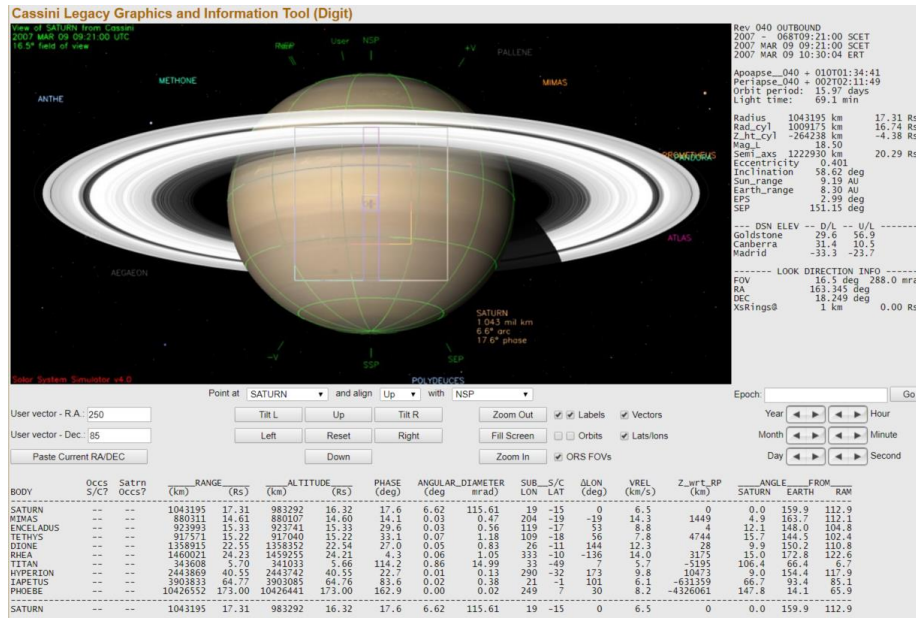 Cassini Legacy Graphics and Information Tool (Digit)
View of SATURN from Cassini
2007 MAR 09 09:21:00 UTC
16.5° field of view
User
NSP
+V
PALLENE
METHONE
MIMAS
ANTHE
PANDORA
ATLAS
AEGAEON
SATURN
1.043 mil km
6.6° arc
17.6° phase
-V
SSP
SEP
POLYDEUCES
Solar System Simulator v4.0
Rev 040 OUTBOUND
2007 - 068T09:21:00 SCET
2007 MAR 09 09:21:00 SCET
2007 MAR 09 10:30:04 ERT
Apoapse__040 + 010T01:34:41
Periapse_040 + 002T02:11:49
Orbit period: 15.97 days
Light time: 69.1 min
Radius 1043195 km 17.31 Rs
Rad_cyl 1009175 km 16.74 Rs
Z_ht_cyl -264238 km -4.38 Rs
Mag_L 18.50
Semi_axs 1222930 km 20.29 Rs
Eccentricity 0.401
Inclination 58.62 deg
Sun_range 9.19 AU
Earth_range 8.30 AU
EPS 2.99 deg
SEP 151.15 deg
--- DSN ELEV -- D/L -- U/L -------
Goldstone 29.6 56.9
Canberra 31.4 10.5
Madrid -33.3 -23.7
------- LOOK DIRECTION INFO -------
FOV 16.5 deg 288.0 mra
RA 163.345 deg
DEC 18.249 deg
XsRings@ 1 km 0.00 Rs
Point at SATURN and align Up with NSP
Epoch: Go
User vector - R.A.: 250 Tilt L Up Tilt R Zoom Out Labels Vectors Year Hour
User vector - Dec.: 85 Left Reset Right Fill Screen Orbits Lats/lons Month Minute
Paste Current RA/DEC Down Zoom In ORS FOVs Day Second
Occs Satrn ____RANGE____ ____ALTITUDE____ PHASE ANGULAR_DIAMETER SUB__S/C ΔLON VREL Z_wrt_RP ____ANGLE__FROM____
BODY S/C? Occs? (km) (Rs) (km) (Rs) (deg) (deg mrad) LON LAT (deg) (km/s) (km) SATURN EARTH RAM
SATURN -- -- 1043195 17.31 983292 16.32 17.6 6.62 115.61 19 -15 0 6.5 0 0.0 159.9 112.9
MIMAS -- -- 880311 14.61 880107 14.60 14.1 0.03 0.47 204 -19 -19 14.3 1449 4.9 163.7 112.1
ENCELADUS -- -- 923993 15.33 923741 15.33 29.6 0.03 0.56 119 -17 53 8.8 4 12.1 148.0 104.8
TETHYS -- -- 917571 15.22 917040 15.22 33.1 0.07 1.18 109 -18 56 7.8 4744 15.7 144.5 102.4
DIONE -- -- 1358915 22.55 1358352 22.54 27.0 0.05 0.83 26 -11 144 12.3 28 9.9 150.2 110.8
RHEA -- -- 1460021 24.23 1459255 24.21 4.3 0.06 1.05 333 -10 -136 14.0 3175 15.0 172.8 122.6
TITAN -- -- 343608 5.70 341033 5.66 114.2 0.86 14.99 33 -49 7 5.7 -5195 106.4 66.4 6.7
HYPERION -- -- 2443869 40.55 2443742 40.55 22.7 0.01 0.13 290 -32 173 9.8 10473 9.0 154.4 117.9
IAPETUS -- -- 3903833 64.77 3903085 64.76 83.6 0.02 0.38 21 -1 101 6.1 -631359 66.7 93.4 85.1
PHOEBE -- -- 10426552 173.00 10426441 173.00 162.9 0.00 0.02 249 7 30 8.2 -4326061 147.8 14.1 65.9
SATURN -- -- 1043195 17.31 983292 16.32 17.6 6.62 115.61 19 -15 0 6.5 0 0.0 159.9 112.9